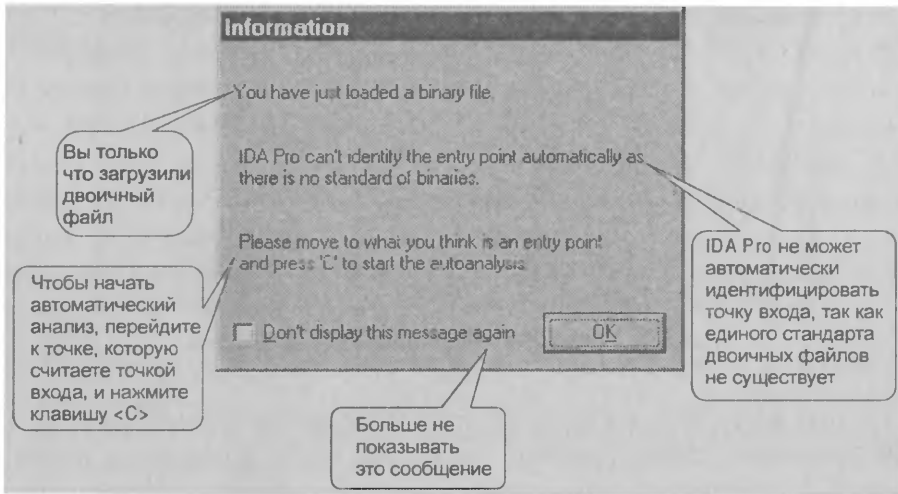 Information
You have just loaded a binary file.
IDA Pro can't identity the entry point automatically as
there is no standard of binaries.
Please move to what you think is an entry point
and press 'C' to start the autoanalysis.
Don't display this message again
OK
Вы только
что загрузили
двоичный
файл
Чтобы начать
автоматический
анализ, перейдите
к точке, которую
считаете точкой
входа, и нажмите
клавишу <C>
Больше не
показывать
это сообщение
IDA Pro не может
автоматически
идентифицировать
точку входа, так как
единого стандарта
двоичных файлов
не существует